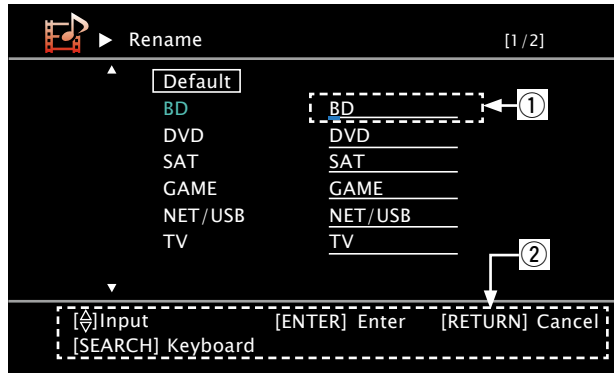 ▶ Rename [1/2]
Default
BD BD ①
DVD DVD
SAT SAT
GAME GAME
NET/USB NET/USB
TV TV
②
[△▽]Input [ENTER] Enter [RETURN] Cancel
[SEARCH] Keyboard